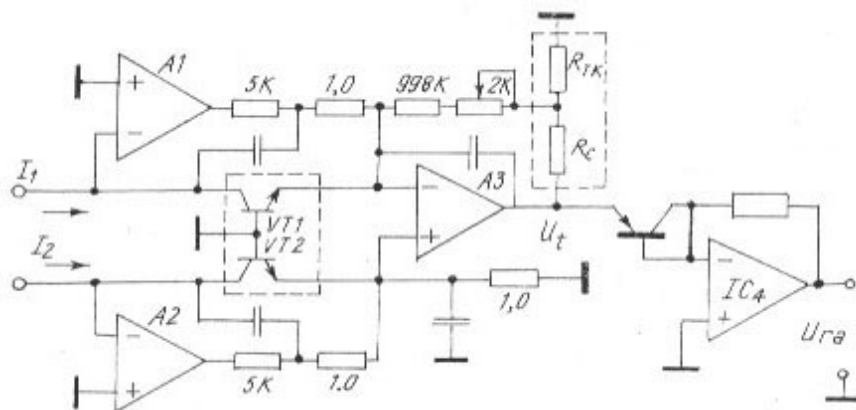 A1
5K
1,0
998K
2K
R_TK
R_C
I_1
VT1
VT2
A3
U_t
I_2
A2
5K
1.0
1,0
IC_4
U_ra